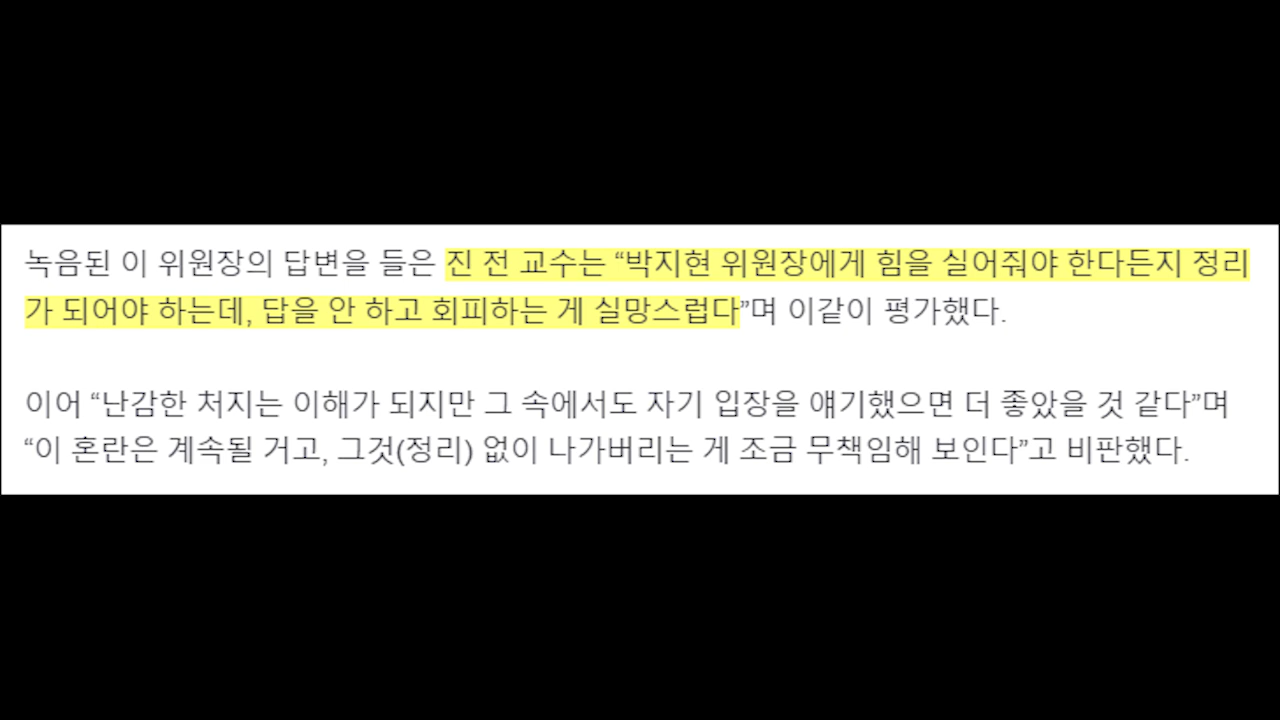 녹음된 이 위원장의 답변을 들은 진 전 교수는 “박지현 위원장에게 힘을 실어줘야 한다든지 정리
가 되어야 하는데, 답을 안 하고 회피하는 게 실망스럽다”며 이같이 평가했다.
이어 “난감한 처지는 이해가 되지만 그 속에서도 자기 입장을 얘기했으면 더 좋았을 것 같다”며
“이 혼란은 계속될 거고, 그것(정리) 없이 나가버리는 게 조금 무책임해 보인다”고 비판했다.